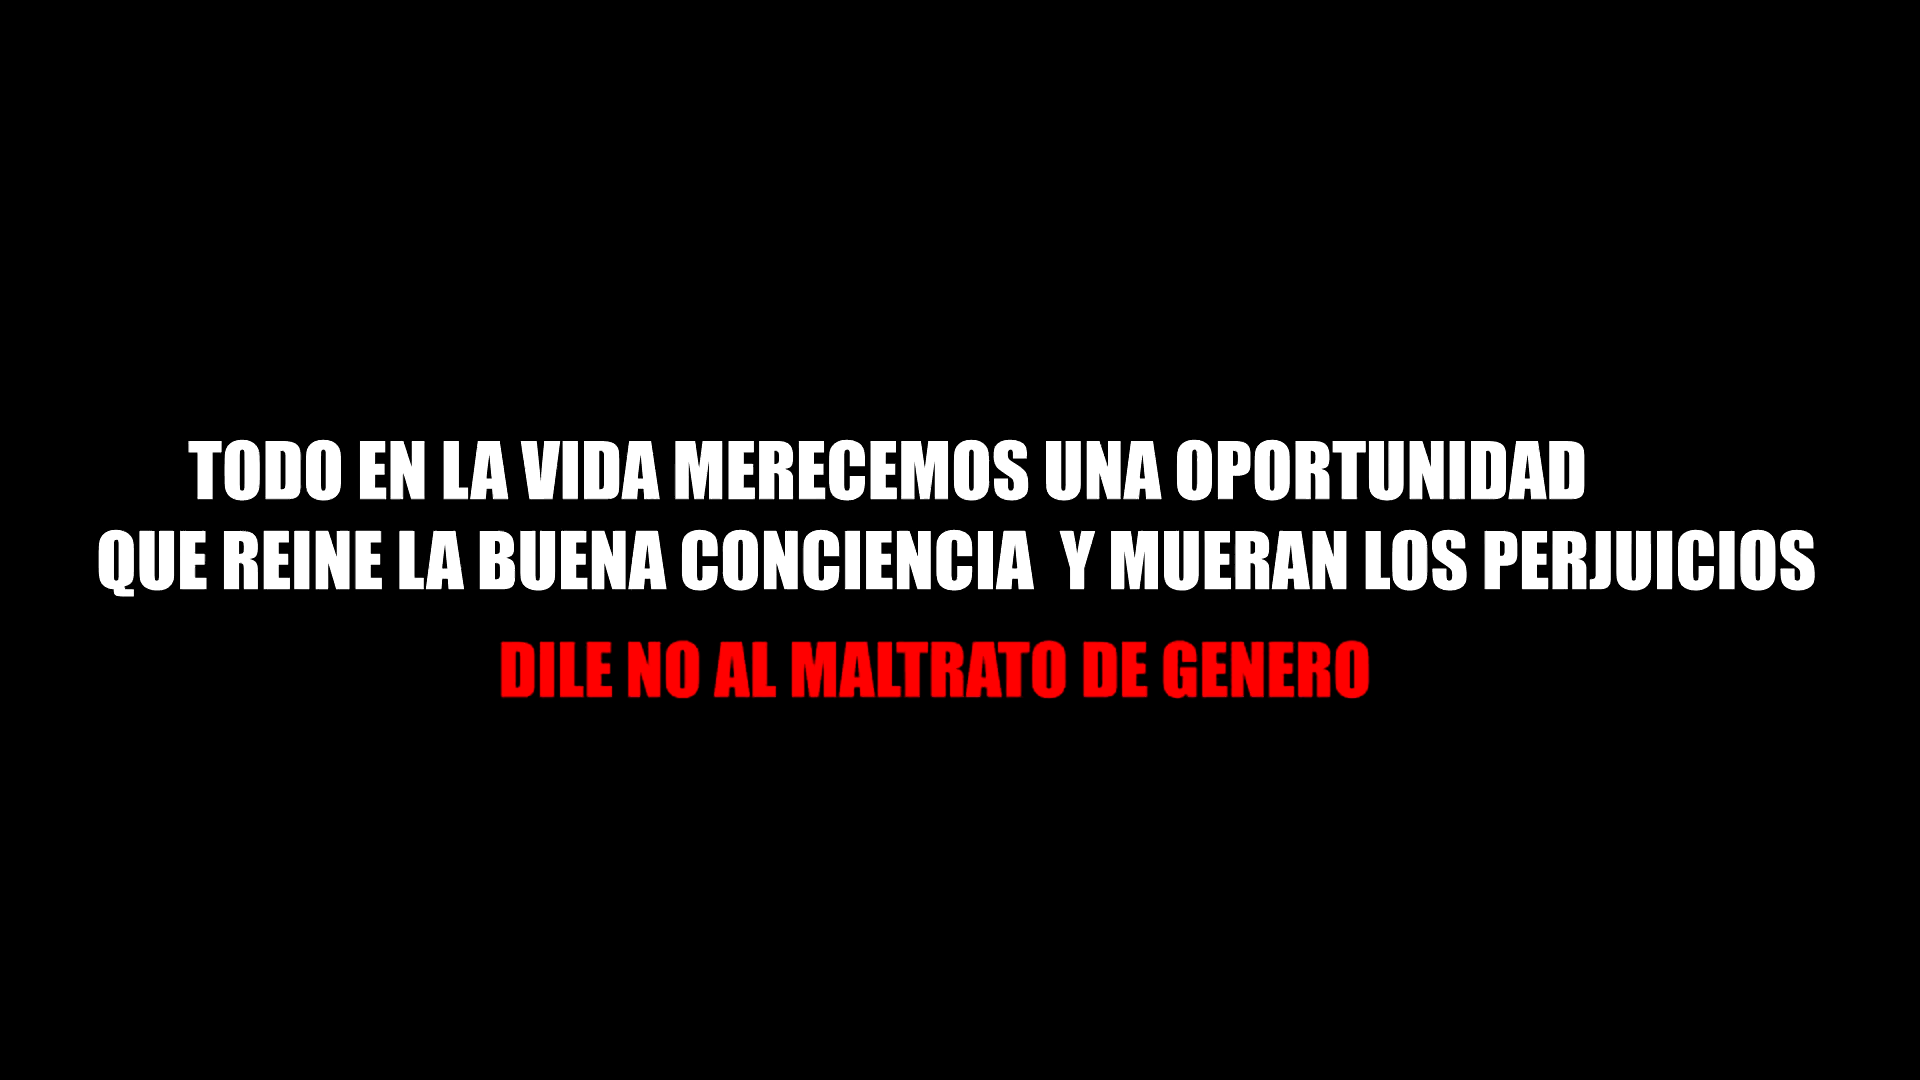 TODO EN LA VIDA MERECEMOS UNA OPORTUNIDAD
QUE REINE LA BUENA CONCIENCIA  Y MUERAN LOS PERJUICIOS
DILE NO AL MALTRATO DE GENERO